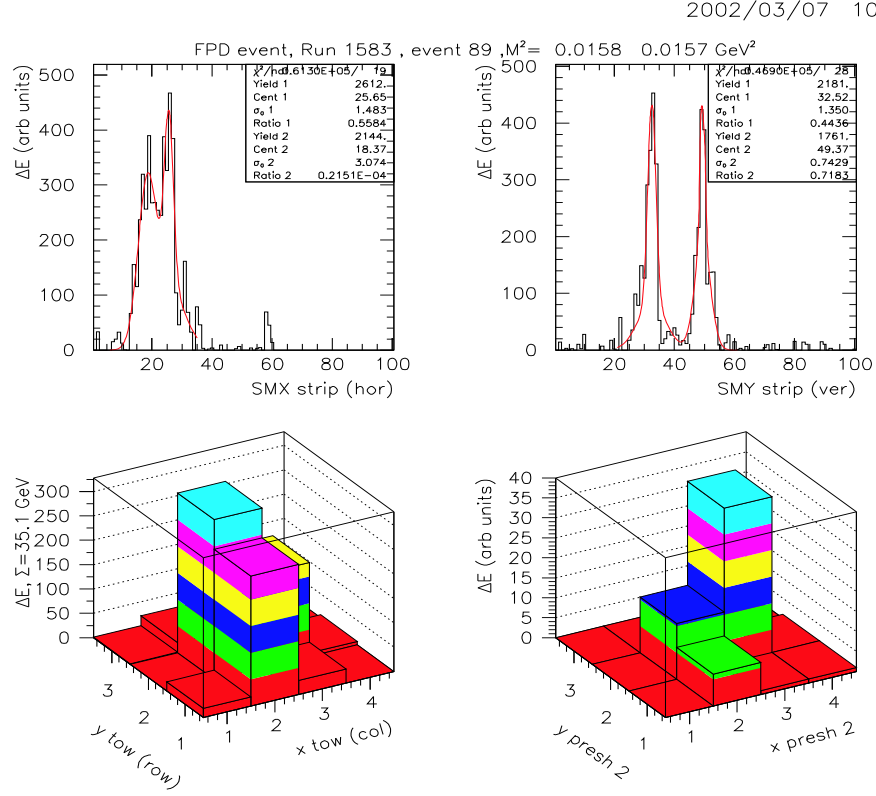 2002/03/07 10
FPD event, Run 1583 , event 89 ,M²= 0.0158 0.0157 GeV²
ΔE (arb units)
500
400
300
200
100
0
20 40 60 80 100
SMX strip (hor)
0.6130E+05/ 19
Yield 1 2612.
Cent 1 25.65
σ₀ 1 1.483
Ratio 1 0.5584
Yield 2 2144.
Cent 2 18.37
σ₀ 2 3.074
Ratio 2 0.2151E-04
ΔE (arb units)
500
400
300
200
100
0
20 40 60 80 100
SMY strip (ver)
0.4690E+05/ 28
Yield 1 2181.
Cent 1 32.52
σ₀ 1 1.350
Ratio 1 0.4436
Yield 2 1761.
Cent 2 49.37
σ₀ 2 0.7429
Ratio 2 0.7183
ΔE, Σ=35.1 GeV
300
250
200
150
100
50
0
3
2
1
y tow (row)
1
2
3
4
x tow (col)
ΔE (arb units)
40
35
30
25
20
15
10
5
0
3
2
1
y presh 2
1
2
3
4
x presh 2